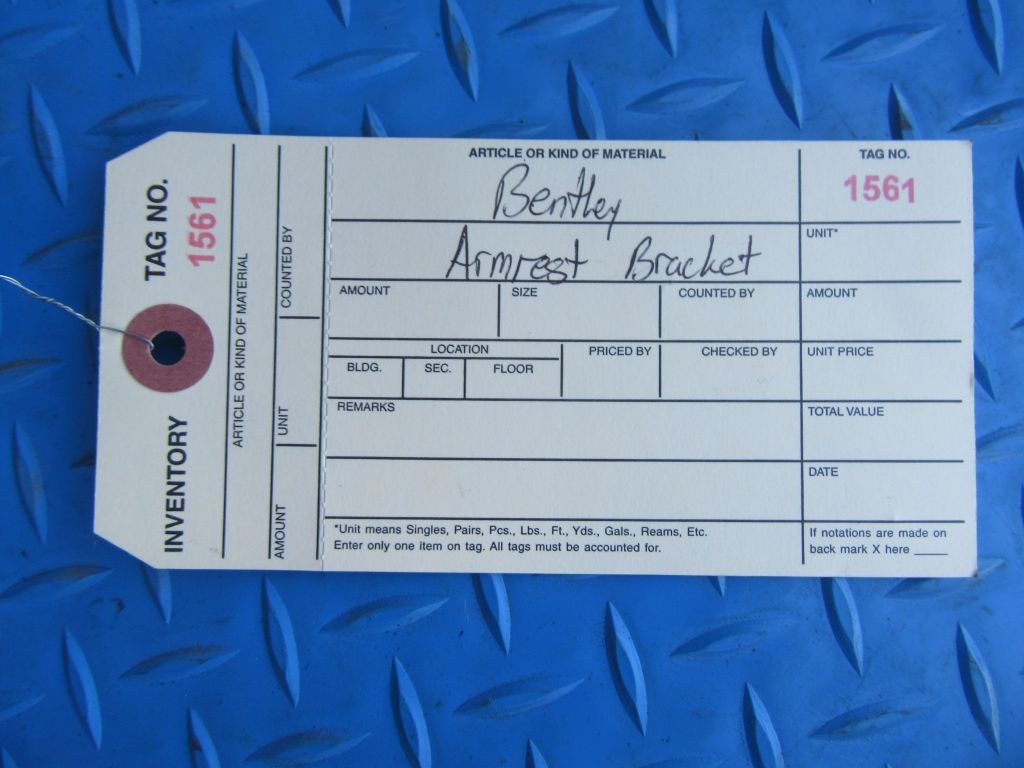 INVENTORY TAG NO.
1561
ARTICLE OR KIND OF MATERIAL
AMOUNT UNIT COUNTED BY
ARTICLE OR KIND OF MATERIAL
Bentley
Armrest Bracket
TAG NO.
1561
UNIT*
AMOUNT SIZE COUNTED BY AMOUNT
LOCATION PRICED BY CHECKED BY UNIT PRICE
BLDG. SEC. FLOOR
REMARKS TOTAL VALUE
DATE
*Unit means Singles, Pairs, Pcs., Lbs., Ft., Yds., Gals., Reams, Etc.
Enter only one item on tag. All tags must be accounted for.
If notations are made on
back mark X here ____